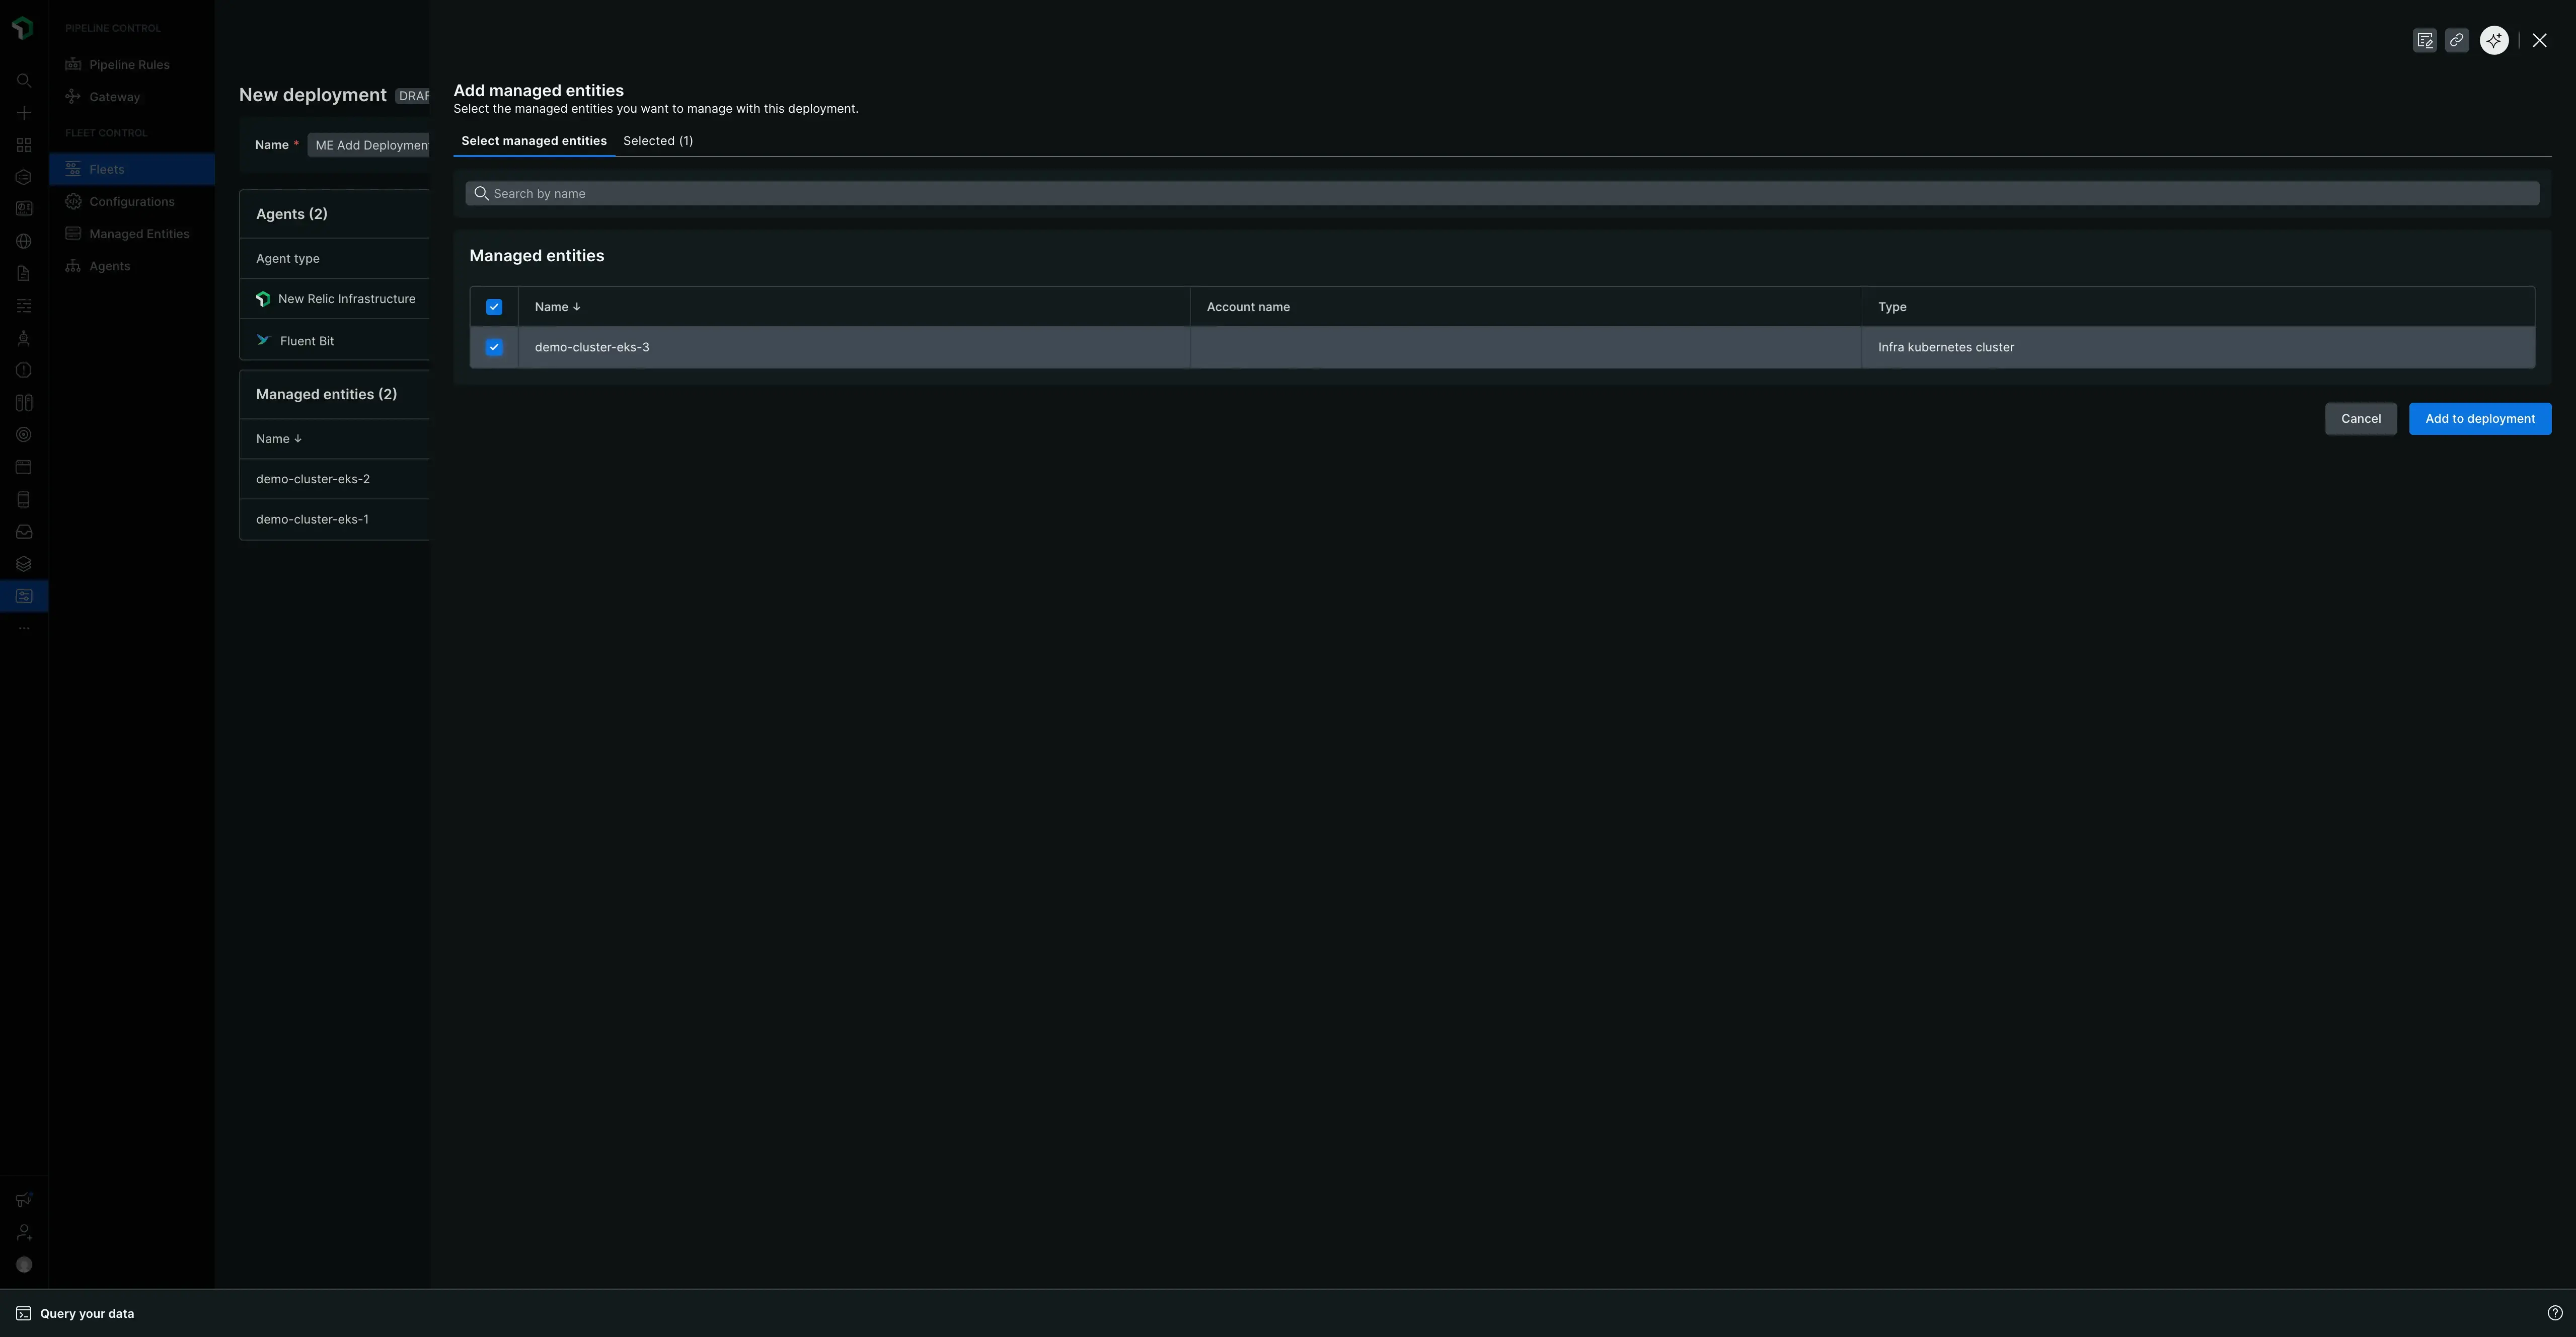 PIPELINE CONTROL
Pipeline Rules
Gateway
FLEET CONTROL
Fleets
Configurations
Managed Entities
Agents
New deployment DRAF
Name * ME Add Deploymen
Agents (2)
Agent type
New Relic Infrastructure
Fluent Bit
Managed entities (2)
Name ↓
demo-cluster-eks-2
demo-cluster-eks-1
Add managed entities
Select the managed entities you want to manage with this deployment.
Select managed entities Selected (1)
Search by name
Managed entities
Name ↓ Account name Type
demo-cluster-eks-3 Infra kubernetes cluster
Cancel Add to deployment
Query your data